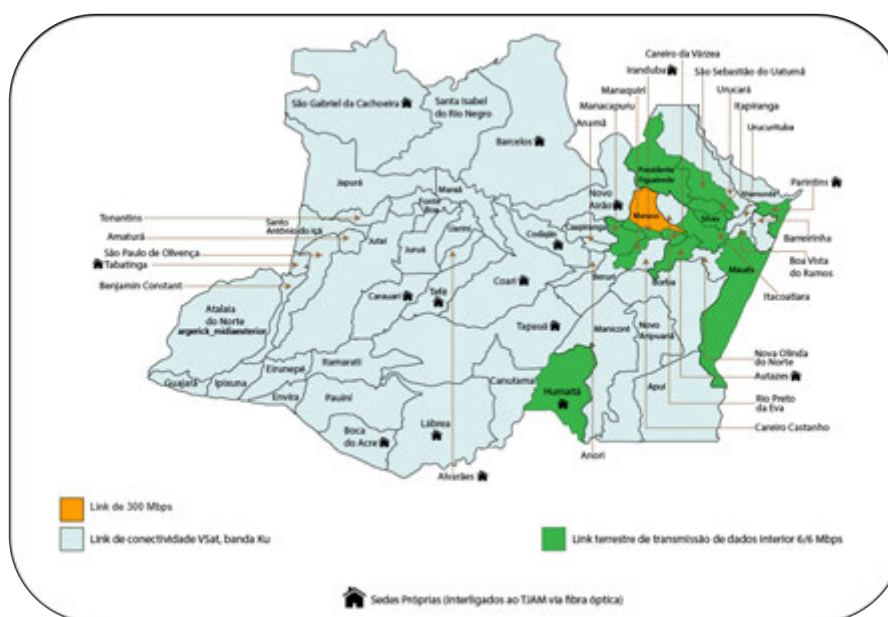 Careiro da Várzea
Iranduba
São Sebastião do Uatumã
Manaquiri
Urucará
Manacapuru
Itapiranga
Anamã
Urucurituba
São Gabriel da Cachoeira
Santa Isabel
do Rio Negro
Barcelos
Presidente
Figueiredo
Parintins
Novo
Airão
Japurá
Maraã
Nhamundá
Manaus
Silves
Fonte
Boa
Tonantins
Santo
Antônio do Içá
Uarini
Codajás
Caapiranga
Barreirinha
Amaturá
Jutaí
Juruá
São Paulo de Olivença
Boa Vista
do Ramos
Tabatinga
Coari
Beruri
Borba
Maués
Benjamin Constant
Carauari
Tefé
Itacoatiara
Atalaia
do Norte
argerick_midiaexterior
Tapauá
Manicoré
Novo
Aripuanã
Nova Olinda
do Norte
Eirunepé
Itamarati
Autazes
Guajará
Ipixuna
Canutama
Humaitá
Apuí
Envira
Pauini
Rio Preto
da Eva
Lábrea
Boca
do Acre
Careiro Castanho
Anori
Alvarães
Link de 300 Mbps
Link de conectividade VSat, banda Ku
Link terrestre de transmissão de dados interior 6/6 Mbps
Sedes Próprias (Interligados ao TJAM via fibra óptica)